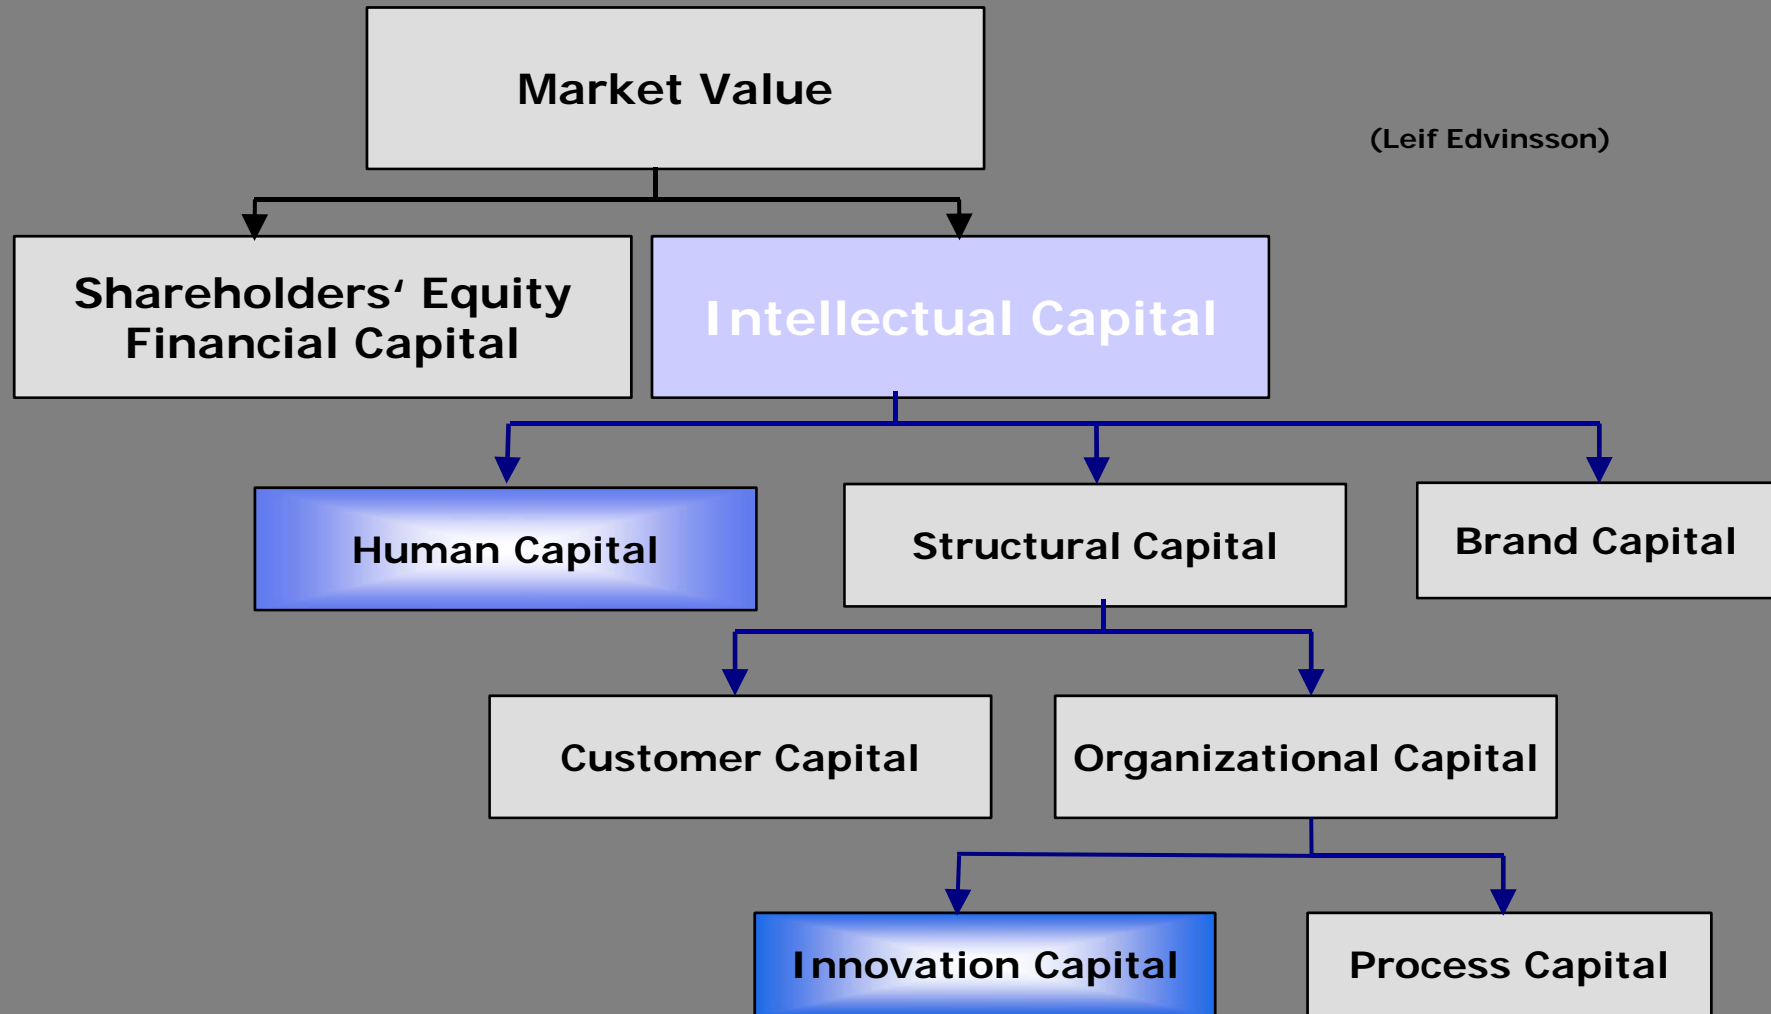 Market Value
(Leif Edvinsson)
Shareholders‘ Equity
Financial Capital
Intellectual Capital
Human Capital
Structural Capital
Brand Capital
Customer Capital
Organizational Capital
Innovation Capital
Process Capital